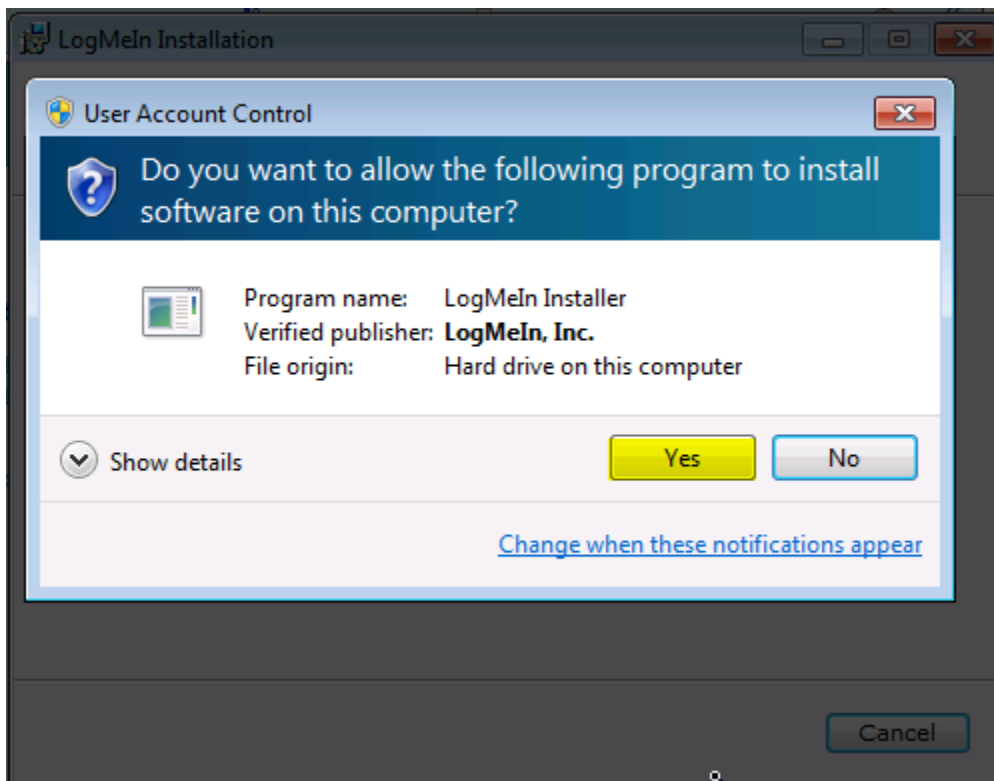 LogMeIn Installation
User Account Control
Do you want to allow the following program to install
software on this computer?
Program name: LogMeIn Installer
Verified publisher: LogMeIn, Inc.
File origin: Hard drive on this computer
Show details
Yes
No
Change when these notifications appear
Cancel